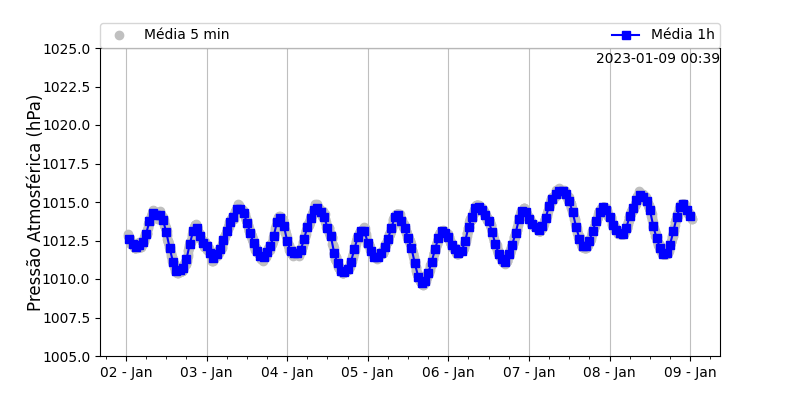 Média 5 min
Média 1h
2023-01-09 00:39
Pressão Atmosférica (hPa)
1025.0
1022.5
1020.0
1017.5
1015.0
1012.5
1010.0
1007.5
1005.0
02 - Jan
03 - Jan
04 - Jan
05 - Jan
06 - Jan
07 - Jan
08 - Jan
09 - Jan